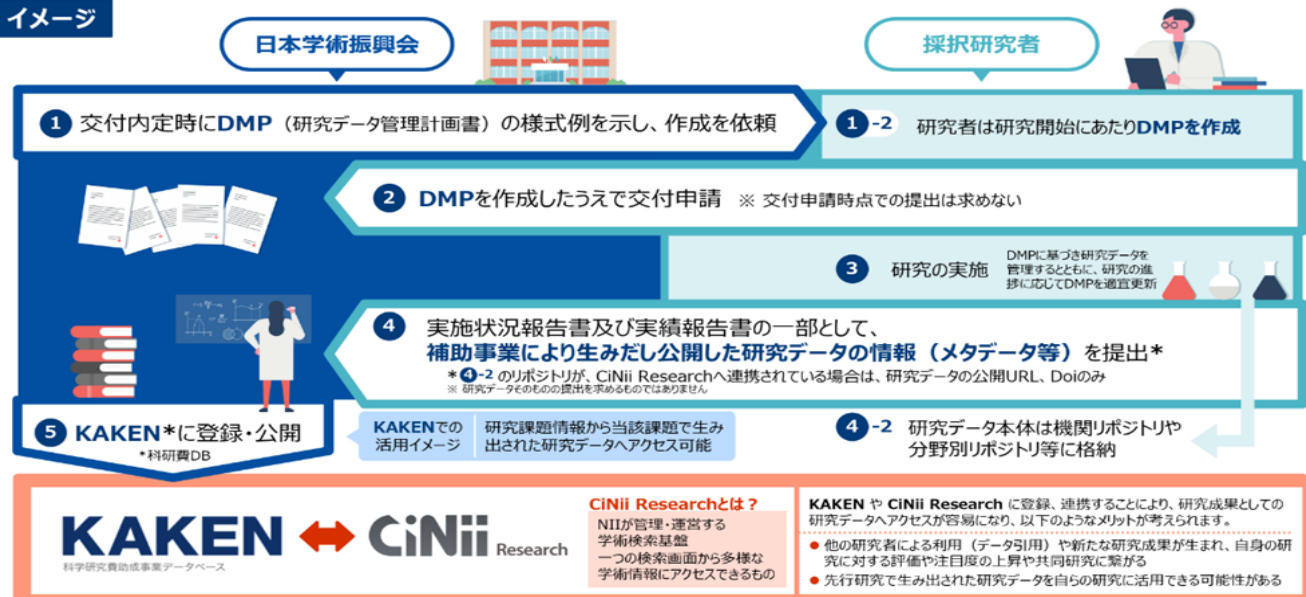 イメージ
日本学術振興会
採択研究者
1 交付内定時にDMP（研究データ管理計画書）の様式例を示し、作成を依頼
1-2 研究者は研究開始にあたりDMPを作成
2 DMPを作成したうえで交付申請 ※ 交付申請時点での提出は求めない
3 研究の実施
DMPに基づき研究データを
管理するとともに、研究の進
捗に応じてDMPを適宜更新
4 実施状況報告書及び実績報告書の一部として、
補助事業により生みだし公開した研究データの情報（メタデータ等）を提出*
*4-2 のリポジトリが、CiNii Researchへ連携されている場合は、研究データの公開URL、Doiのみ
※ 研究データそのものの提出を求めるものではありません
5 KAKEN*に登録・公開
*科研費DB
KAKENでの
活用イメージ
研究課題情報から当該課題で生み
出された研究データへアクセス可能
4-2 研究データ本体は機関リポジトリや
分野別リポジトリ等に格納
KAKEN
科学研究費助成事業データベース
CiNii Research
CiNii Researchとは？
NIIが管理・運営する
学術検索基盤
一つの検索画面から多様な
学術情報にアクセスできるもの
KAKEN や CiNii Research に登録、連携することにより、研究成果としての
研究データへアクセスが容易になり、以下のようなメリットが考えられます。
● 他の研究者による利用（データ引用）や新たな研究成果が生まれ、自身の研
究に対する評価や注目度の上昇や共同研究に繋がる
● 先行研究で生み出された研究データを自らの研究に活用できる可能性がある